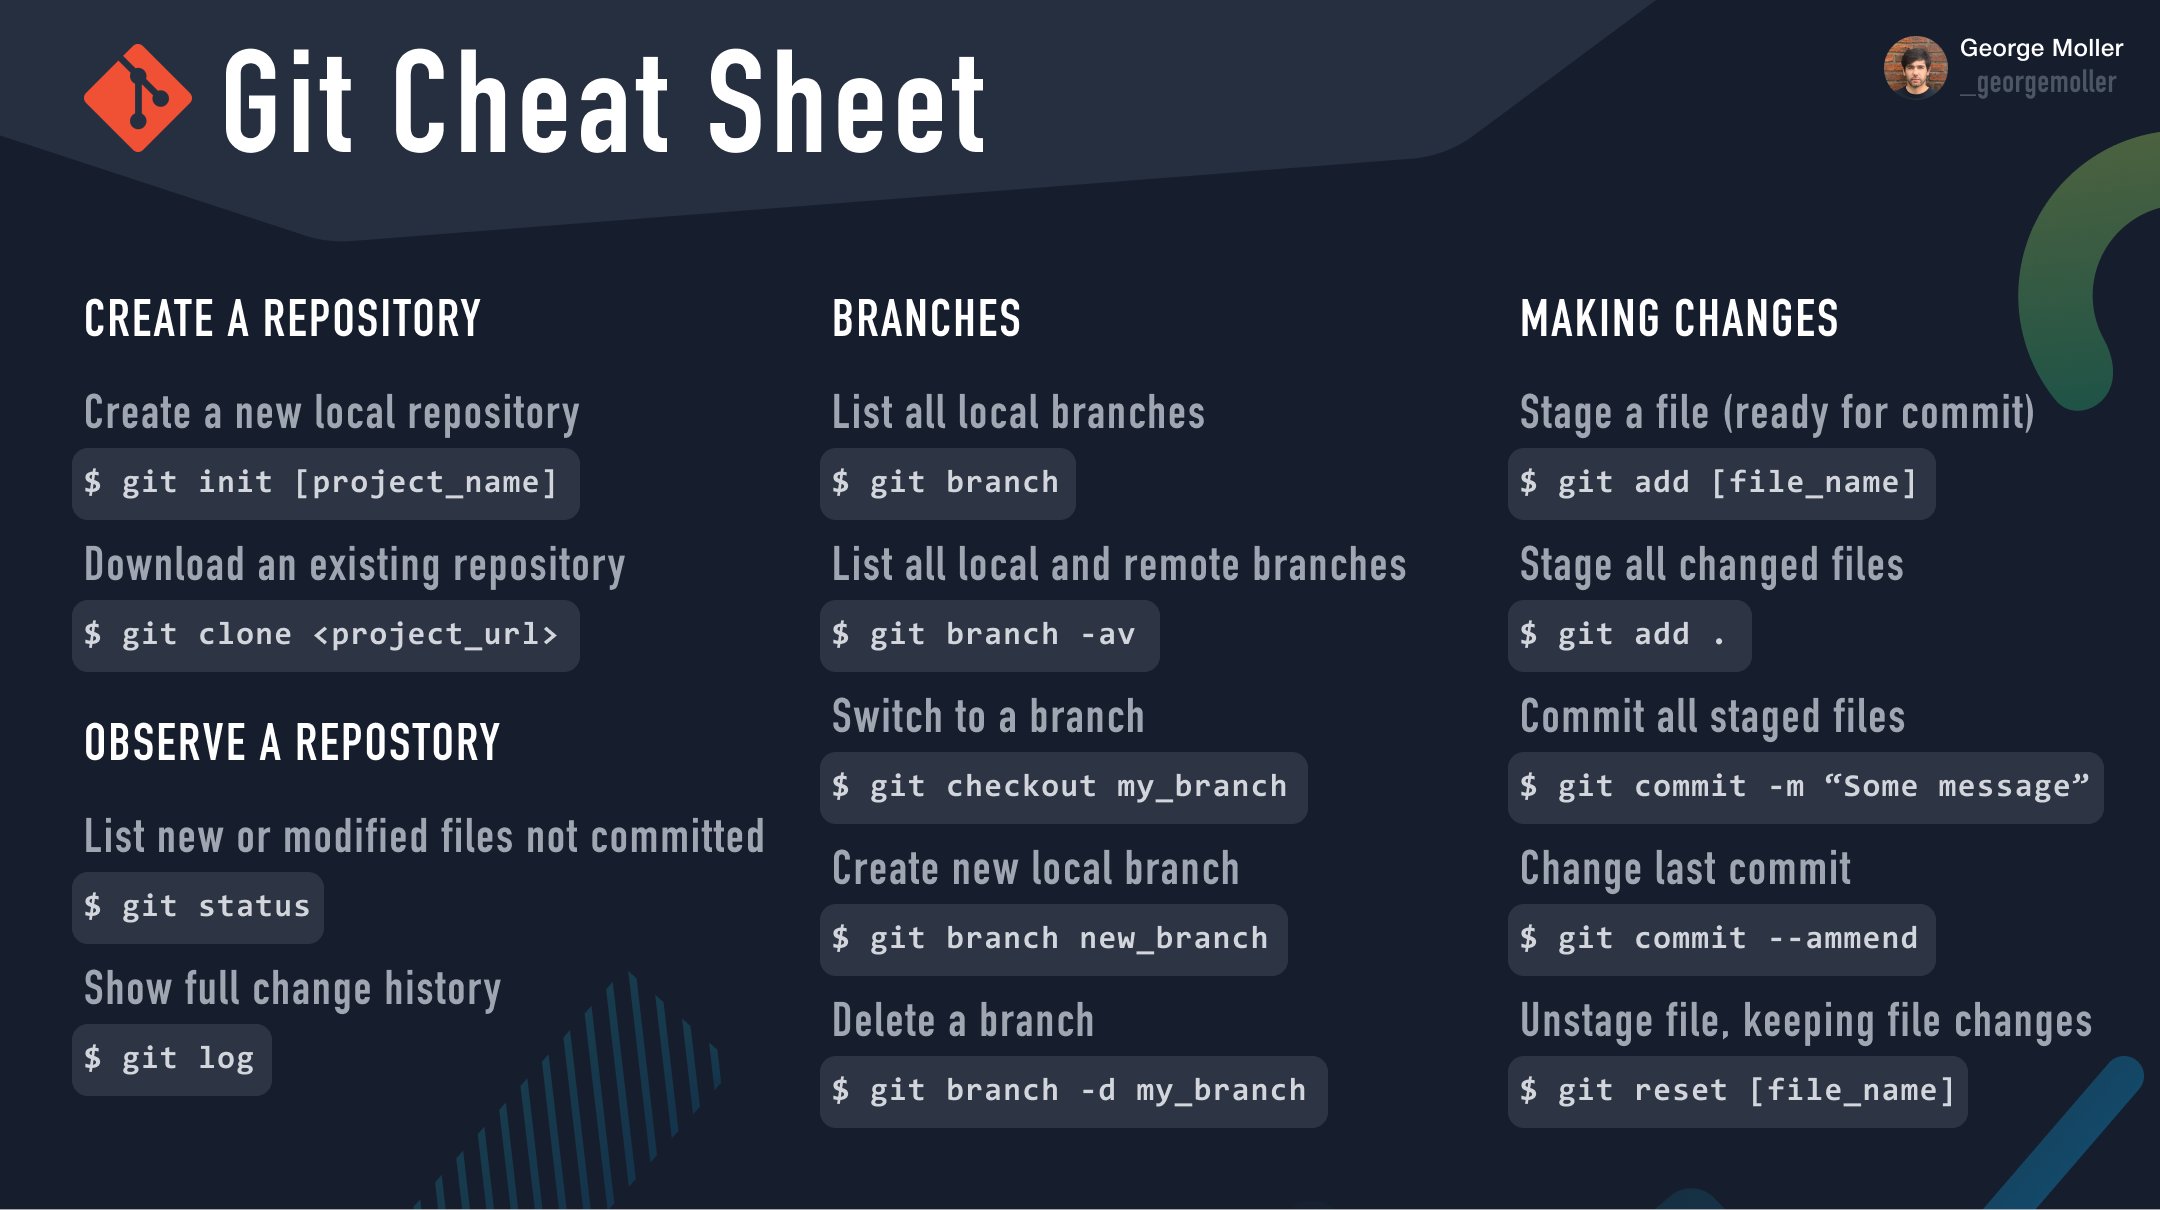 Git Cheat Sheet
George Moller
_georgemoller
CREATE A REPOSITORY
Create a new local repository
$ git init [project_name]
Download an existing repository
$ git clone <project_url>
OBSERVE A REPOSTORY
List new or modified files not committed
$ git status
Show full change history
$ git log
BRANCHES
List all local branches
$ git branch
List all local and remote branches
$ git branch -av
Switch to a branch
$ git checkout my_branch
Create new local branch
$ git branch new_branch
Delete a branch
$ git branch -d my_branch
MAKING CHANGES
Stage a file (ready for commit)
$ git add [file_name]
Stage all changed files
$ git add .
Commit all staged files
$ git commit -m “Some message”
Change last commit
$ git commit --ammend
Unstage file, keeping file changes
$ git reset [file_name]